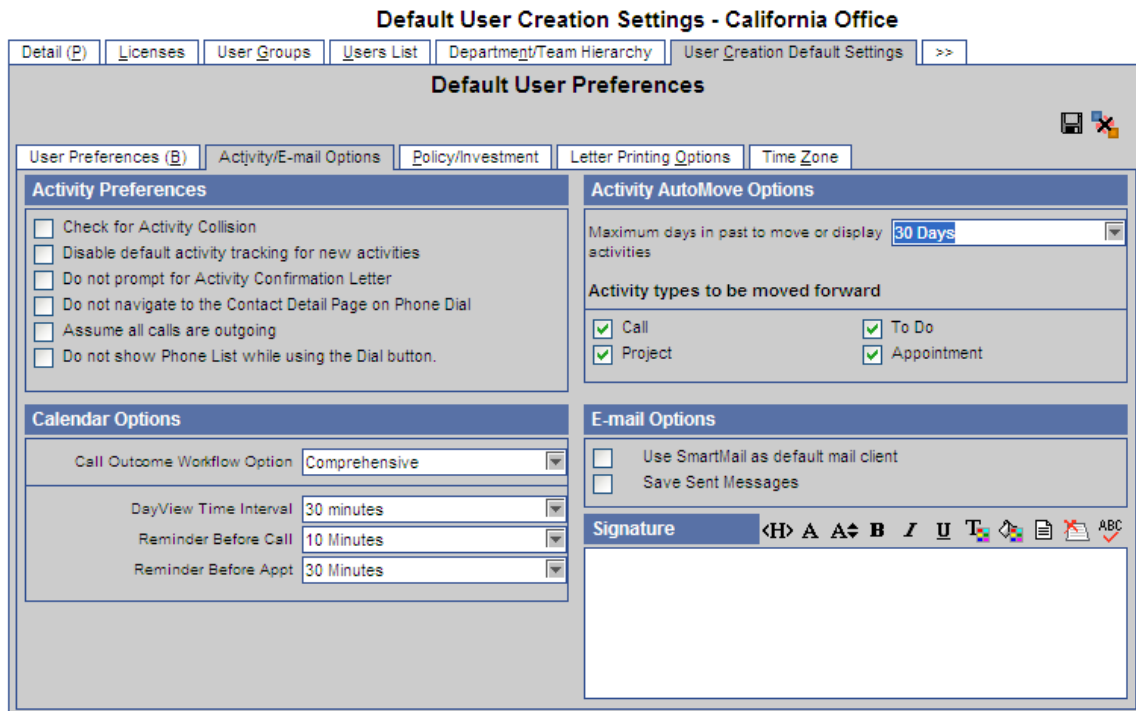 Default User Creation Settings - California Office
Detail (P) Licenses User Groups Users List Department/Team Hierarchy User Creation Default Settings >>
Default User Preferences
User Preferences (B) Activity/E-mail Options Policy/Investment Letter Printing Options Time Zone
Activity Preferences
Check for Activity Collision
Disable default activity tracking for new activities
Do not prompt for Activity Confirmation Letter
Do not navigate to the Contact Detail Page on Phone Dial
Assume all calls are outgoing
Do not show Phone List while using the Dial button.
Activity AutoMove Options
Maximum days in past to move or display 30 Days
activities
Activity types to be moved forward
Call To Do
Project Appointment
Calendar Options
Call Outcome Workflow Option Comprehensive
DayView Time Interval 30 minutes
Reminder Before Call 10 Minutes
Reminder Before Appt 30 Minutes
E-mail Options
Use SmartMail as default mail client
Save Sent Messages
Signature <H> A A B I U T ABC